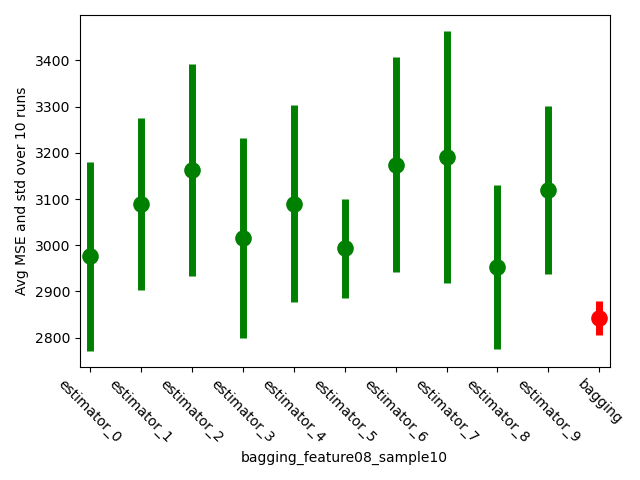 Avg MSE and std over 10 runs
3400
3300
3200
3100
3000
2900
2800
estimator_0
estimator_1
estimator_2
estimator_3
estimator_4
estimator_5
estimator_6
estimator_7
estimator_8
estimator_9
bagging
bagging_feature08_sample10